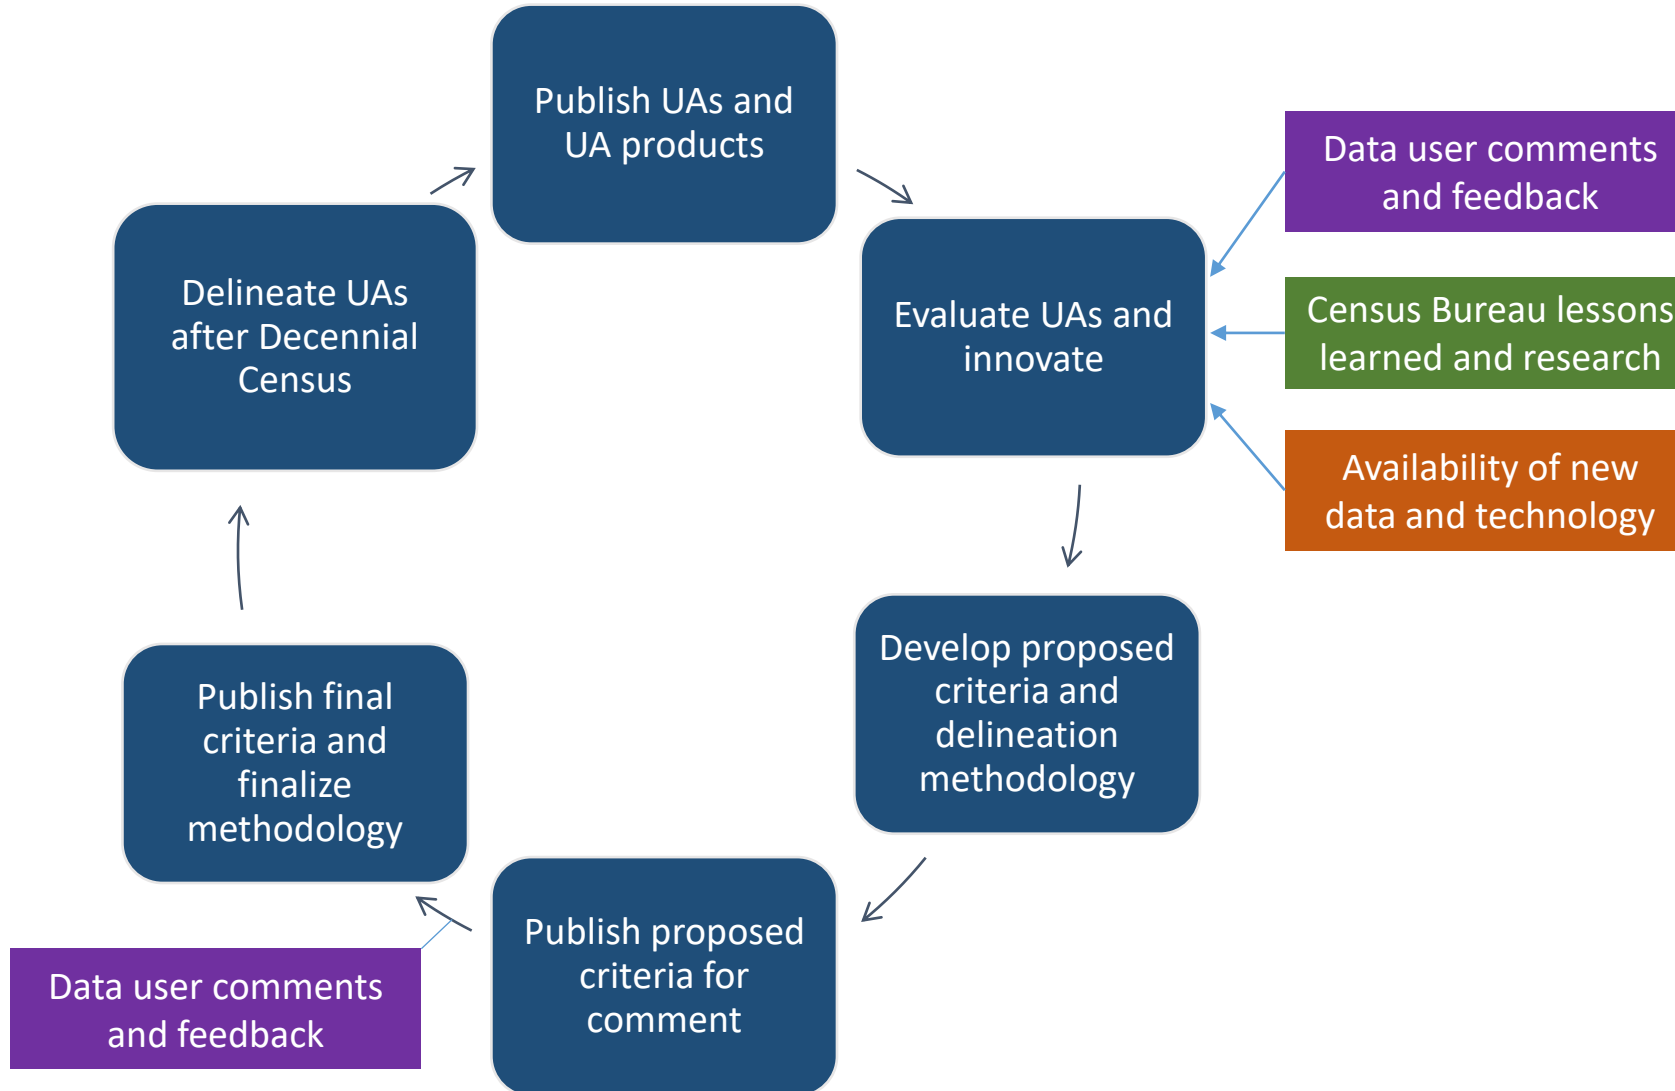 Publish UAs and
UA products
Data user comments
and feedback
Evaluate UAs and
innovate
Census Bureau lessons
learned and research
Availability of new
data and technology
Develop proposed
criteria and
delineation
methodology
Publish proposed
criteria for
comment
Data user comments
and feedback
Publish final
criteria and
finalize
methodology
Delineate UAs
after Decennial
Census